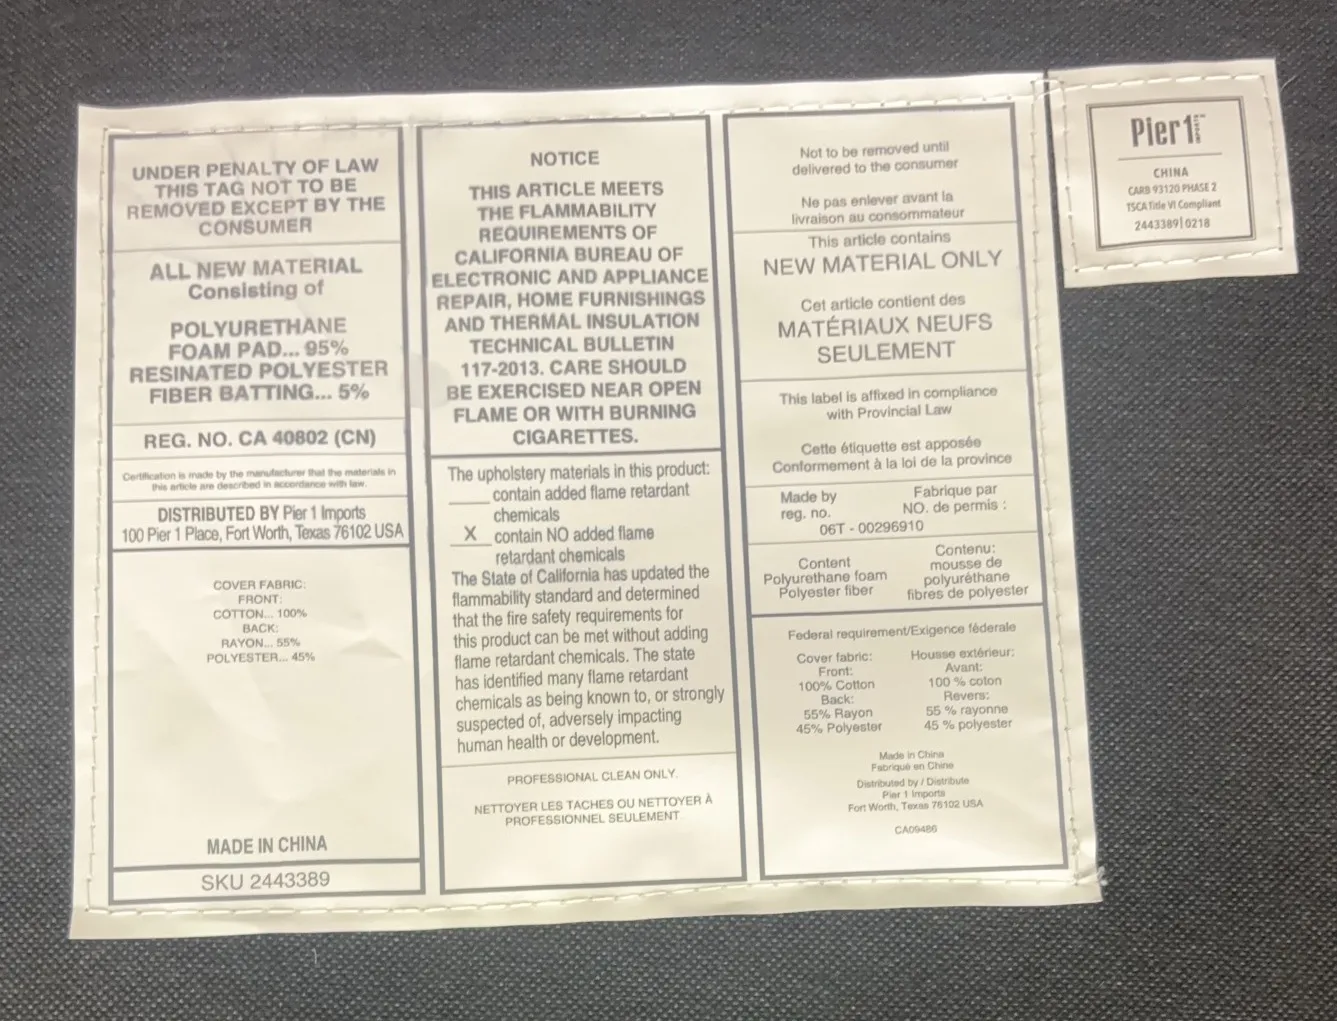 UNDER PENALTY OF LAW
THIS TAG NOT TO BE
REMOVED EXCEPT BY THE
CONSUMER
ALL NEW MATERIAL
Consisting of
POLYURETHANE
FOAM PAD... 95%
RESINATED POLYESTER
FIBER BATTING... 5%
REG. NO. CA 40802 (CN)
Certification is made by the manufacturer that the materials in
this article are described in accordance with law.
DISTRIBUTED BY Pier 1 Imports
100 Pier 1 Place, Fort Worth, Texas 76102 USA
COVER FABRIC:
FRONT:
COTTON... 100%
BACK:
RAYON... 55%
POLYESTER... 45%
MADE IN CHINA
SKU 2443389
NOTICE
THIS ARTICLE MEETS
THE FLAMMABILITY
REQUIREMENTS OF
CALIFORNIA BUREAU OF
ELECTRONIC AND APPLIANCE
REPAIR, HOME FURNISHINGS
AND THERMAL INSULATION
TECHNICAL BULLETIN
117-2013. CARE SHOULD
BE EXERCISED NEAR OPEN
FLAME OR WITH BURNING
CIGARETTES.
The upholstery materials in this product:
____ contain added flame retardant
chemicals
X contain NO added flame
retardant chemicals
The State of California has updated the
flammability standard and determined
that the fire safety requirements for
this product can be met without adding
flame retardant chemicals. The state
has identified many flame retardant
chemicals as being known to, or strongly
suspected of, adversely impacting
human health or development.
PROFESSIONAL CLEAN ONLY.
NETTOYER LES TACHES OU NETTOYER À
PROFESSIONNEL SEULEMENT.
Not to be removed until
delivered to the consumer
Ne pas enlever avant la
livraison au consommateur
This article contains
NEW MATERIAL ONLY
Cet article contient des
MATÉRIAUX NEUFS
SEULEMENT
This label is affixed in compliance
with Provincial Law
Cette étiquette est apposée
Conformement à la loi de la province
Made by
reg. no.
Fabrique par
NO. de permis :
06T - 00296910
Content
Polyurethane foam
Polyester fiber
Contenu:
mousse de
polyuréthane
fibres de polyester
Federal requirement/Exigence féderale
Cover fabric:
Front:
100% Cotton
Back:
55% Rayon
45% Polyester
Housse extérieur:
Avant:
100 % coton
Revers:
55 % rayonne
45 % polyester
Made in China
Fabriqué en Chine
Distributed by / Distribute
Pier 1 Imports
Fort Worth, Texas 76102 USA
CA09486
Pier1
CHINA
CARB 93120 PHASE 2
TSCA Title VI Compliant
2443389|0218